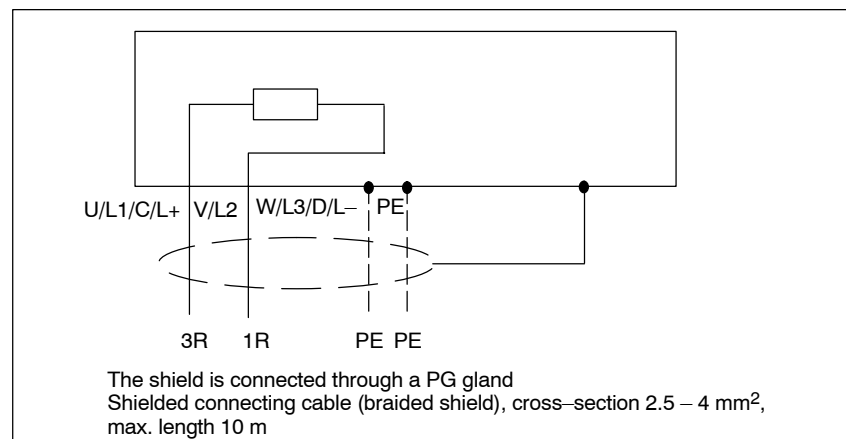 U/L1/C/L+ V/L2 W/L3/D/L– PE
3R 1R PE PE
The shield is connected through a PG gland
Shielded connecting cable (braided shield), cross–section 2.5 – 4 mm²,
max. length 10 m